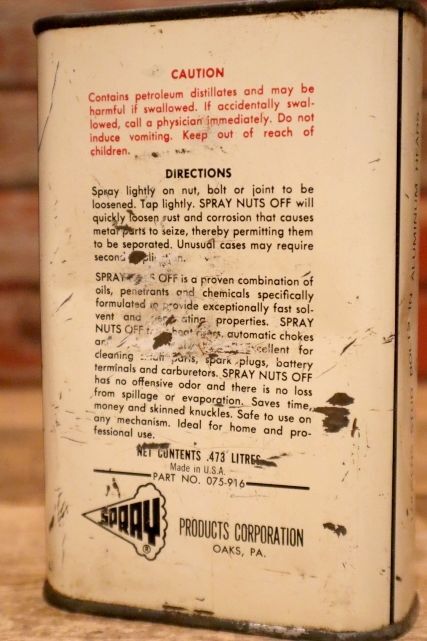 CAUTION
Contains petroleum distillates and may be
harmful if swallowed. If accidentally swal-
lowed, call a physician immediately. Do not
induce vomiting. Keep out of reach of
children.
DIRECTIONS
Spray lightly on nut, bolt or joint to be
loosened. Tap lightly. SPRAY NUTS OFF will
quickly loosen rust and corrosion that causes
metal parts to seize, thereby permitting them
to be separated. Unusual cases may require
second
SPRAY OFF is a proven combination of
oils, penetrants and chemicals specifically
formulated to provide exceptionally fast sol-
vent and properties. SPRAY
NUTS OFF automatic chokes
excellent for
cleaning parts, spark plugs, battery
terminals and carburetors. SPRAY NUTS OFF
has no offensive odor and there is no loss
from spillage or evaporation. Saves time,
money and skinned knuckles. Safe to use on
any mechanism. Ideal for home and pro-
fessional use.
NET CONTENTS .473 LITRES
Made in U.S.A.
PART NO. 075-916
SPRAY
®
PRODUCTS CORPORATION
OAKS, PA.
IN ALUMINUM HEADS